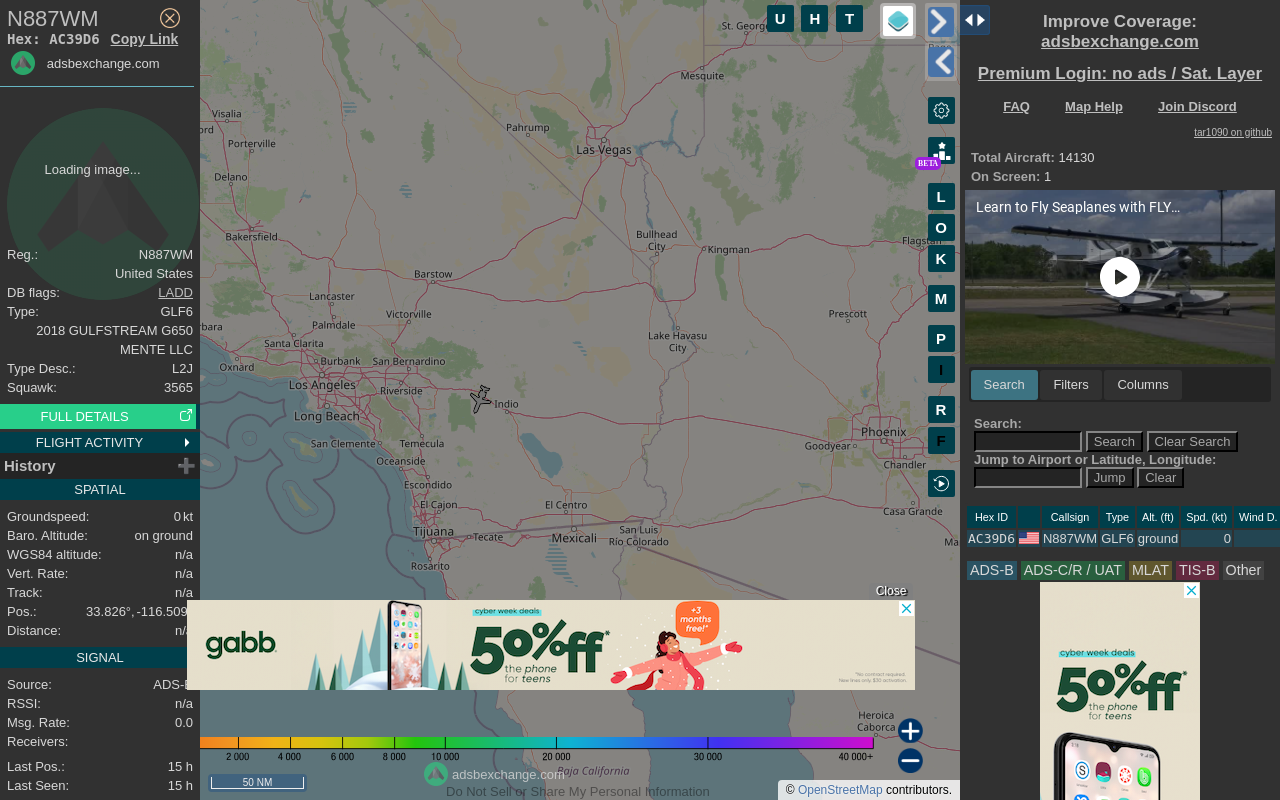 N887WM
Hex: AC39D6 Copy Link
adsbexchange.com
Loading image...
Reg.: N887WM
United States
DB flags: LADD
Type: GLF6
2018 GULFSTREAM G650
MENTE LLC
Type Desc.: L2J
Squawk: 3565
FULL DETAILS
FLIGHT ACTIVITY
History
SPATIAL
Groundspeed: 0 kt
Baro. Altitude: on ground
WGS84 altitude: n/a
Vert. Rate: n/a
Track: n/a
Pos.: 33.826°, -116.509
Distance: n/a
SIGNAL
Source: ADS-B
RSSI: n/a
Msg. Rate: 0.0
Receivers:
Last Pos.: 15 h
Last Seen: 15 h
U H T
St. George
Mesquite
Visalia
Porterville
Delano
Bakersfield
Pahrump
Las Vegas
Bullhead City
Kingman
Flagstaff
Barstow
Lancaster
Palmdale
Victorville
Santa Clarita
Lake Havasu City
Prescott
Burbank
San Bernardino
Oxnard
Los Angeles
Riverside
Long Beach
Indio
San Clemente
Temecula
Oceanside
Escondido
Phoenix
Goodyear
Chandler
El Cajon
El Centro
Casa Grande
Tijuana
Tecate
Mexicali
San Luis Río Colorado
Rosarito
Heroica Caborca
Baja California
BETA
L
O
K
M
P
I
R
F
Close
gabb
cyber week deals
50% off*
the phone for teens
+3 months free!*
*No contract required.
New lines only $30 activation.
2 000 4 000 6 000 8 000 10 000 20 000 30 000 40 000+
50 NM
adsbexchange.com
Do Not Sell or Share My Personal Information
© OpenStreetMap contributors.
Improve Coverage:
adsbexchange.com
Premium Login: no ads / Sat. Layer
FAQ Map Help Join Discord
tar1090 on github
Total Aircraft: 14130
On Screen: 1
Learn to Fly Seaplanes with FLY...
Search Filters Columns
Search:
Search Clear Search
Jump to Airport or Latitude, Longitude:
Jump Clear
Hex ID Callsign Type Alt. (ft) Spd. (kt) Wind D.
AC39D6 N887WM GLF6 ground 0
ADS-B ADS-C/R / UAT MLAT TIS-B Other
cyber week deals
50% off*
the phone for teens